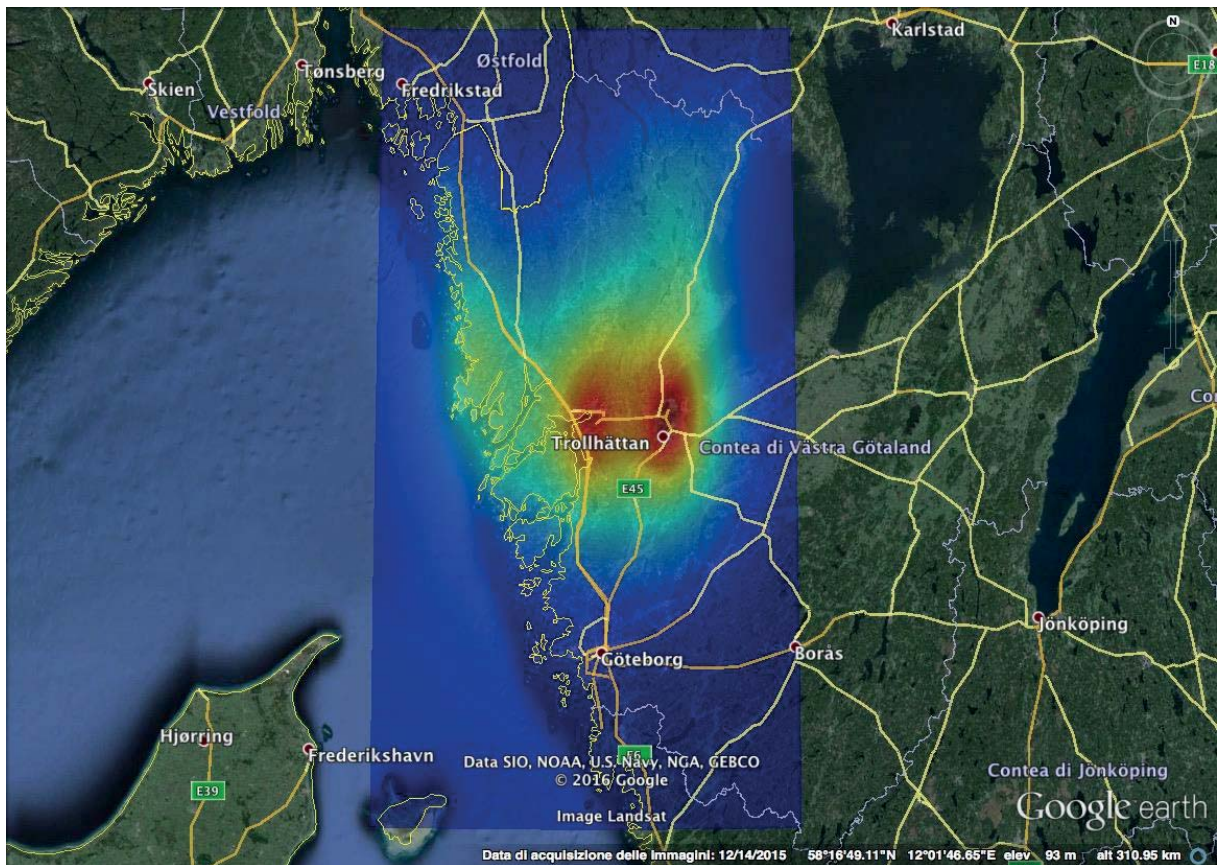 Karlstad
N
Østfold
E18
Tønsberg
Skien
Fredrikstad
Vestfold
Trollhättan
Contea di Västra Götaland
Co
E45
Jönköping
Göteborg
Borås
Hjørring
Frederikshavn
E6
Data SIO, NOAA, U.S. Navy, NGA, GEBCO
© 2016 Google
Contea di Jönköping
E39
Google earth
Image Landsat
Data di acquisizione delle immagini: 12/14/2015 58°16'49.11"N 12°01'46.65"E elev 93 m alt 310.95 km